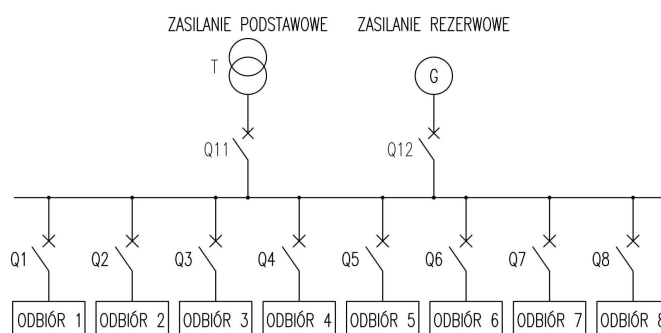 ZASILANIE PODSTAWOWE ZASILANIE REZERWOWE
T G
Q11 Q12
Q1 Q2 Q3 Q4 Q5 Q6 Q7 Q8
ODBIÓR 1 ODBIÓR 2 ODBIÓR 3 ODBIÓR 4 ODBIÓR 5 ODBIÓR 6 ODBIÓR 7 ODBIÓR 8